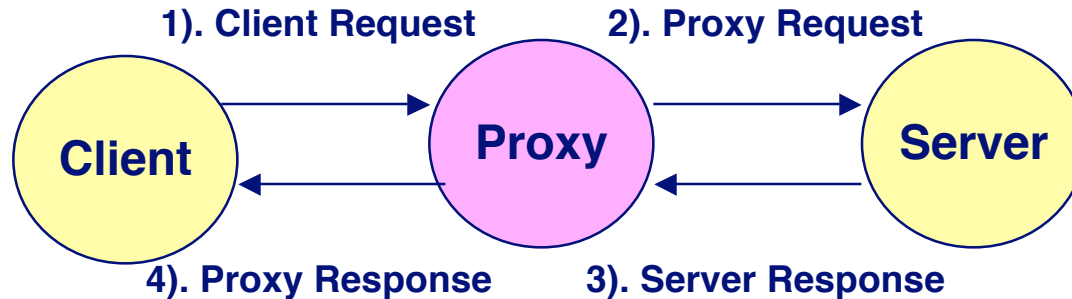 1). Client Request
2). Proxy Request
Client
Proxy
Server
4). Proxy Response
3). Server Response